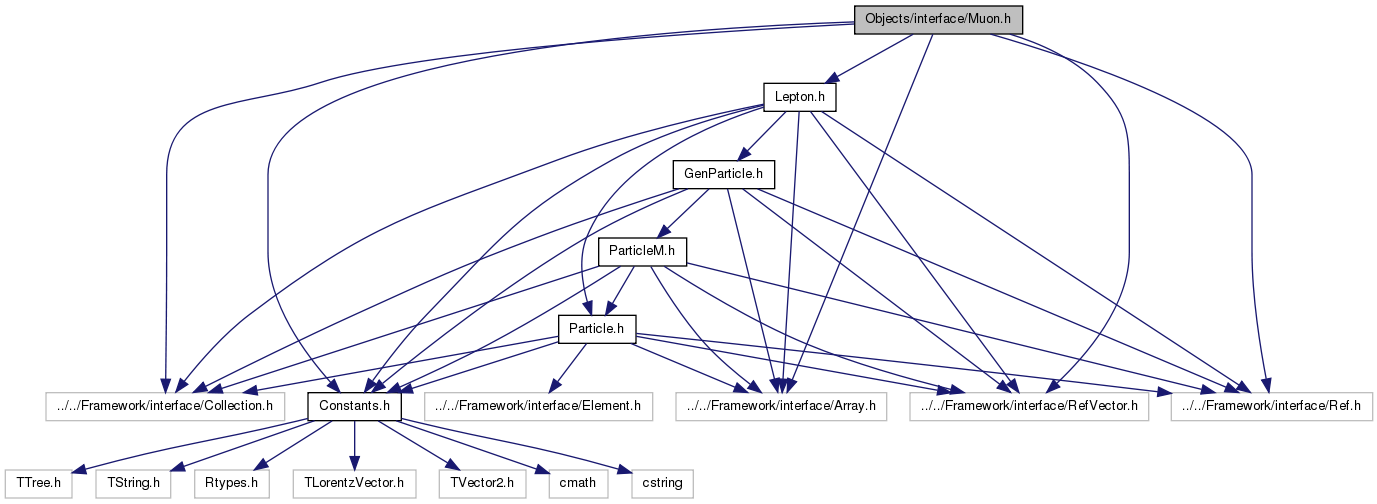 Objects/interface/Muon.h
Lepton.h
GenParticle.h
ParticleM.h
Particle.h
../../Framework/interface/Collection.h
Constants.h
../../Framework/interface/Element.h
../../Framework/interface/Array.h
../../Framework/interface/RefVector.h
../../Framework/interface/Ref.h
TTree.h
TString.h
Rtypes.h
TLorentzVector.h
TVector2.h
cmath
cstring